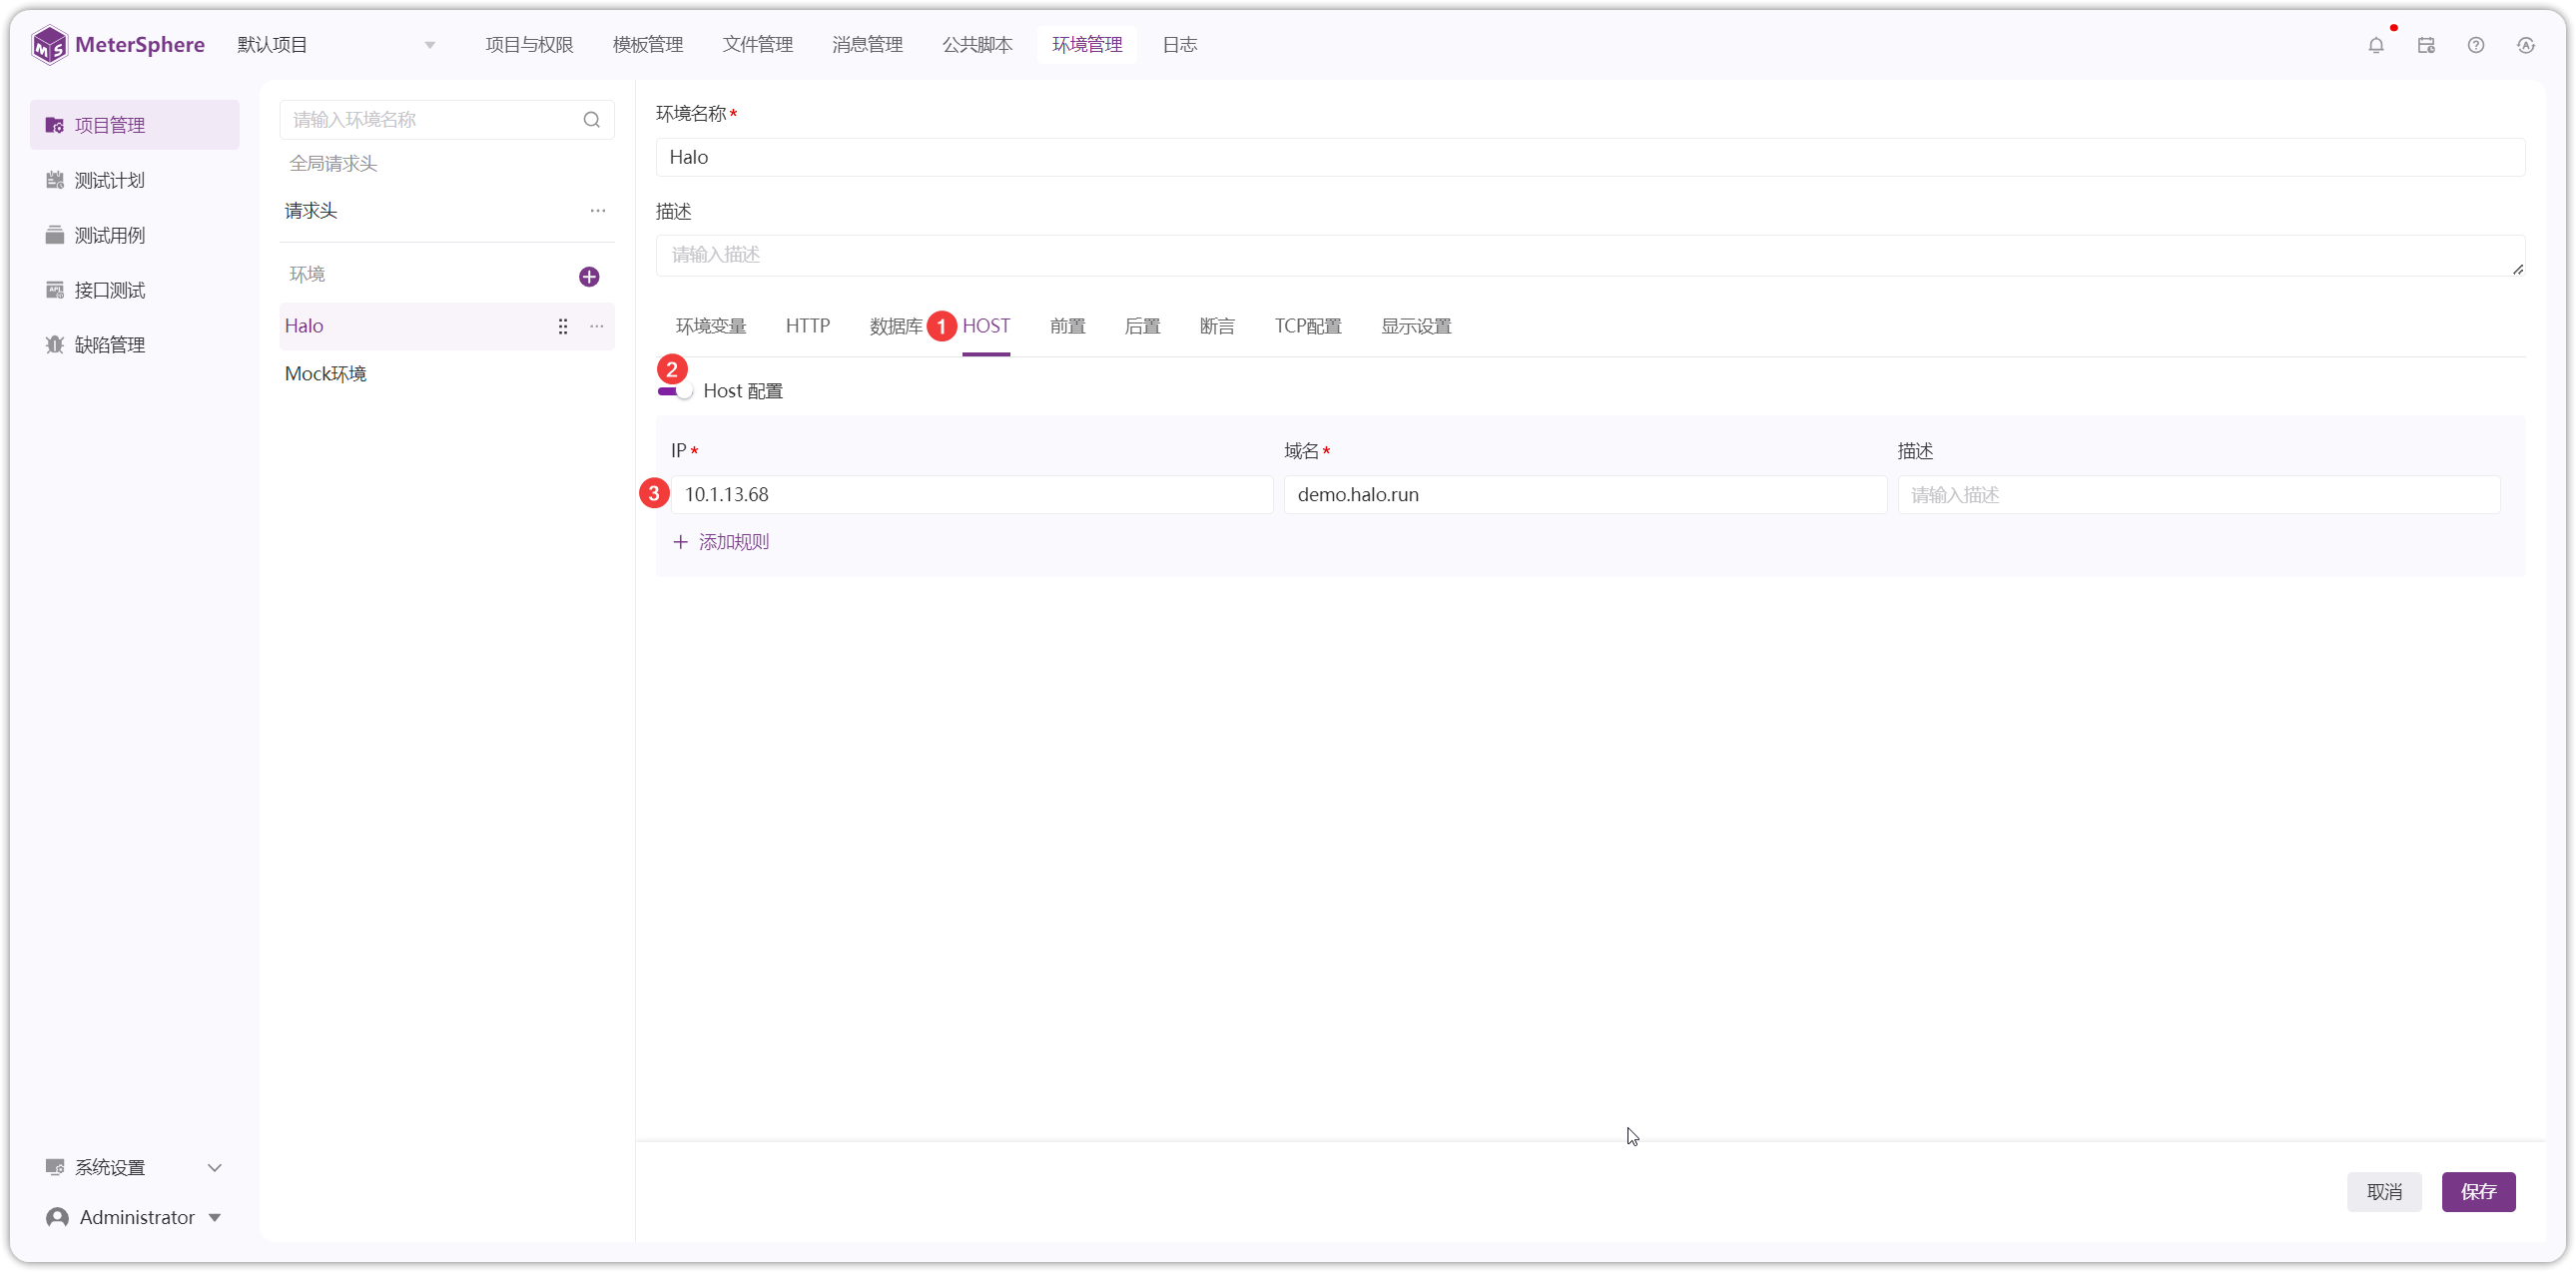 MeterSphere 默认项目 项目与权限 模板管理 文件管理 消息管理 公共脚本 环境管理 日志
项目管理
测试计划
测试用例
接口测试
缺陷管理
系统设置
Administrator
请输入环境名称
全局请求头
请求头
环境
Halo
Mock环境
环境名称*
Halo
描述
请输入描述
环境变量 HTTP 数据库 1 HOST 前置 后置 断言 TCP配置 显示设置
2
Host 配置
IP* 域名* 描述
3 10.1.13.68 demo.halo.run 请输入描述
+ 添加规则
取消 保存